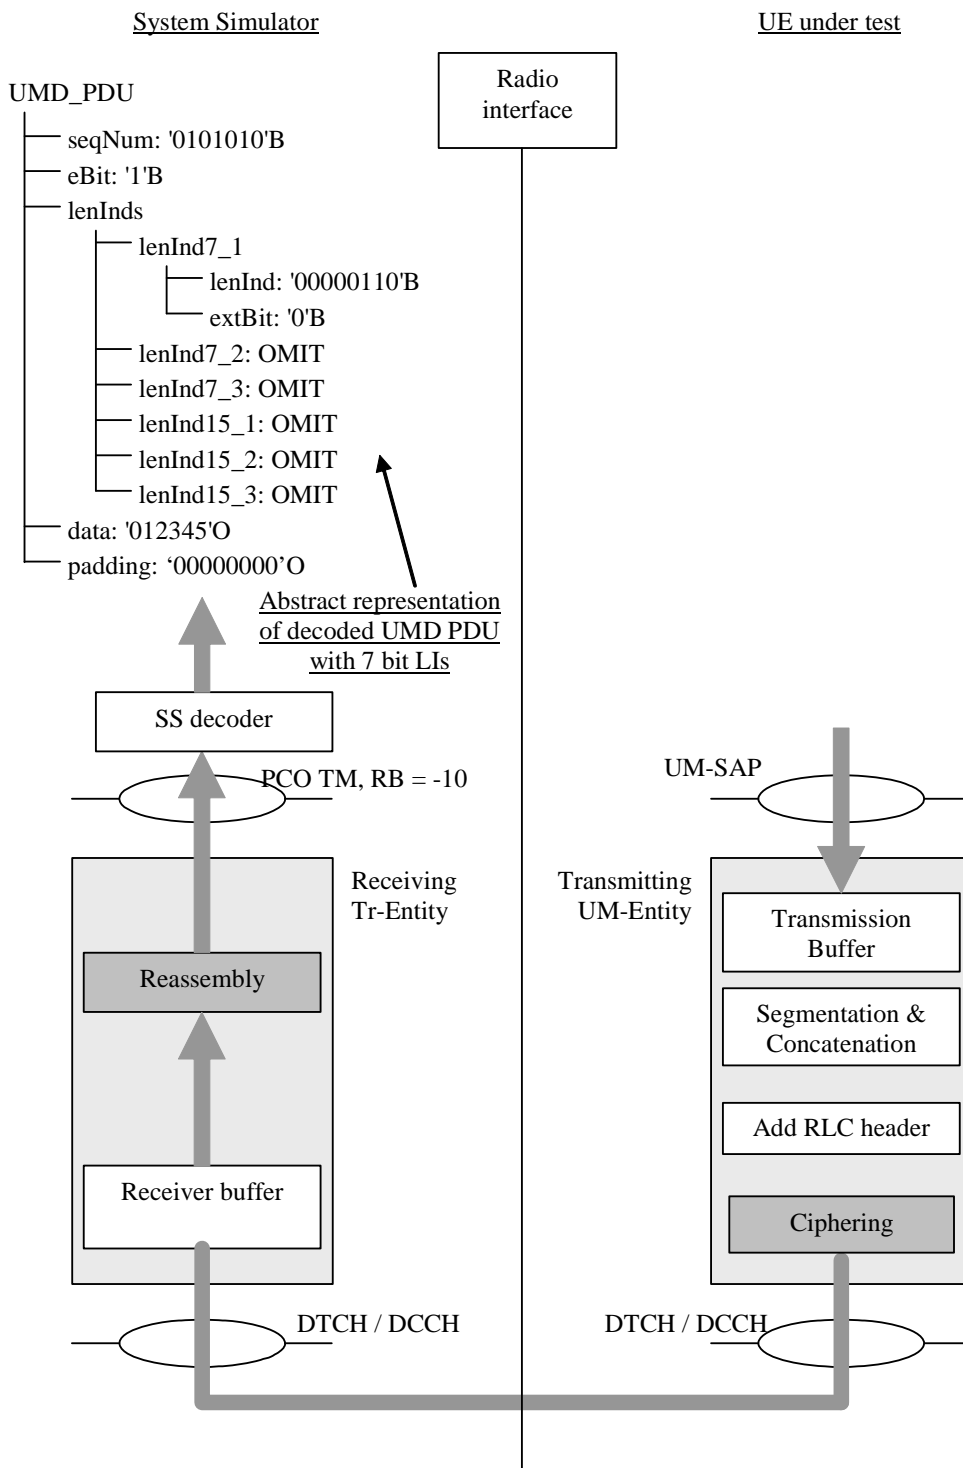 System Simulator
UE under test
Radio
interface
UMD_PDU
seqNum: '0101010'B
eBit: '1'B
lenInds
lenInd7_1
lenInd: '00000110'B
extBit: '0'B
lenInd7_2: OMIT
lenInd7_3: OMIT
lenInd15_1: OMIT
lenInd15_2: OMIT
lenInd15_3: OMIT
data: '012345'O
padding: ‘00000000’O
Abstract representation
of decoded UMD PDU
with 7 bit LIs
SS decoder
PCO TM, RB = -10
UM-SAP
Receiving
Tr-Entity
Transmitting
UM-Entity
Transmission
Buffer
Reassembly
Segmentation &
Concatenation
Add RLC header
Receiver buffer
Ciphering
DTCH / DCCH
DTCH / DCCH